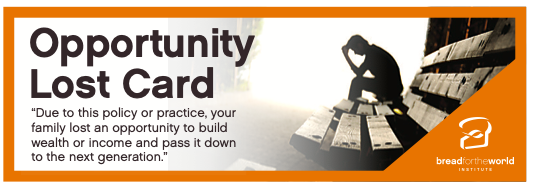 Opportunity
Lost Card
“Due to this policy or practice, your
family lost an opportunity to build
wealth or income and pass it down
to the next generation.”
breadfortheworld
INSTITUTE